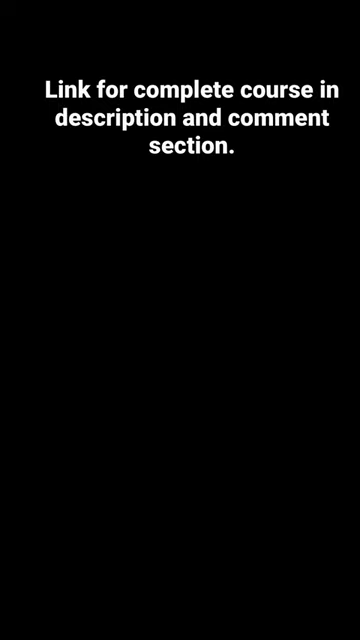 Link for complete course in
description and comment
section.